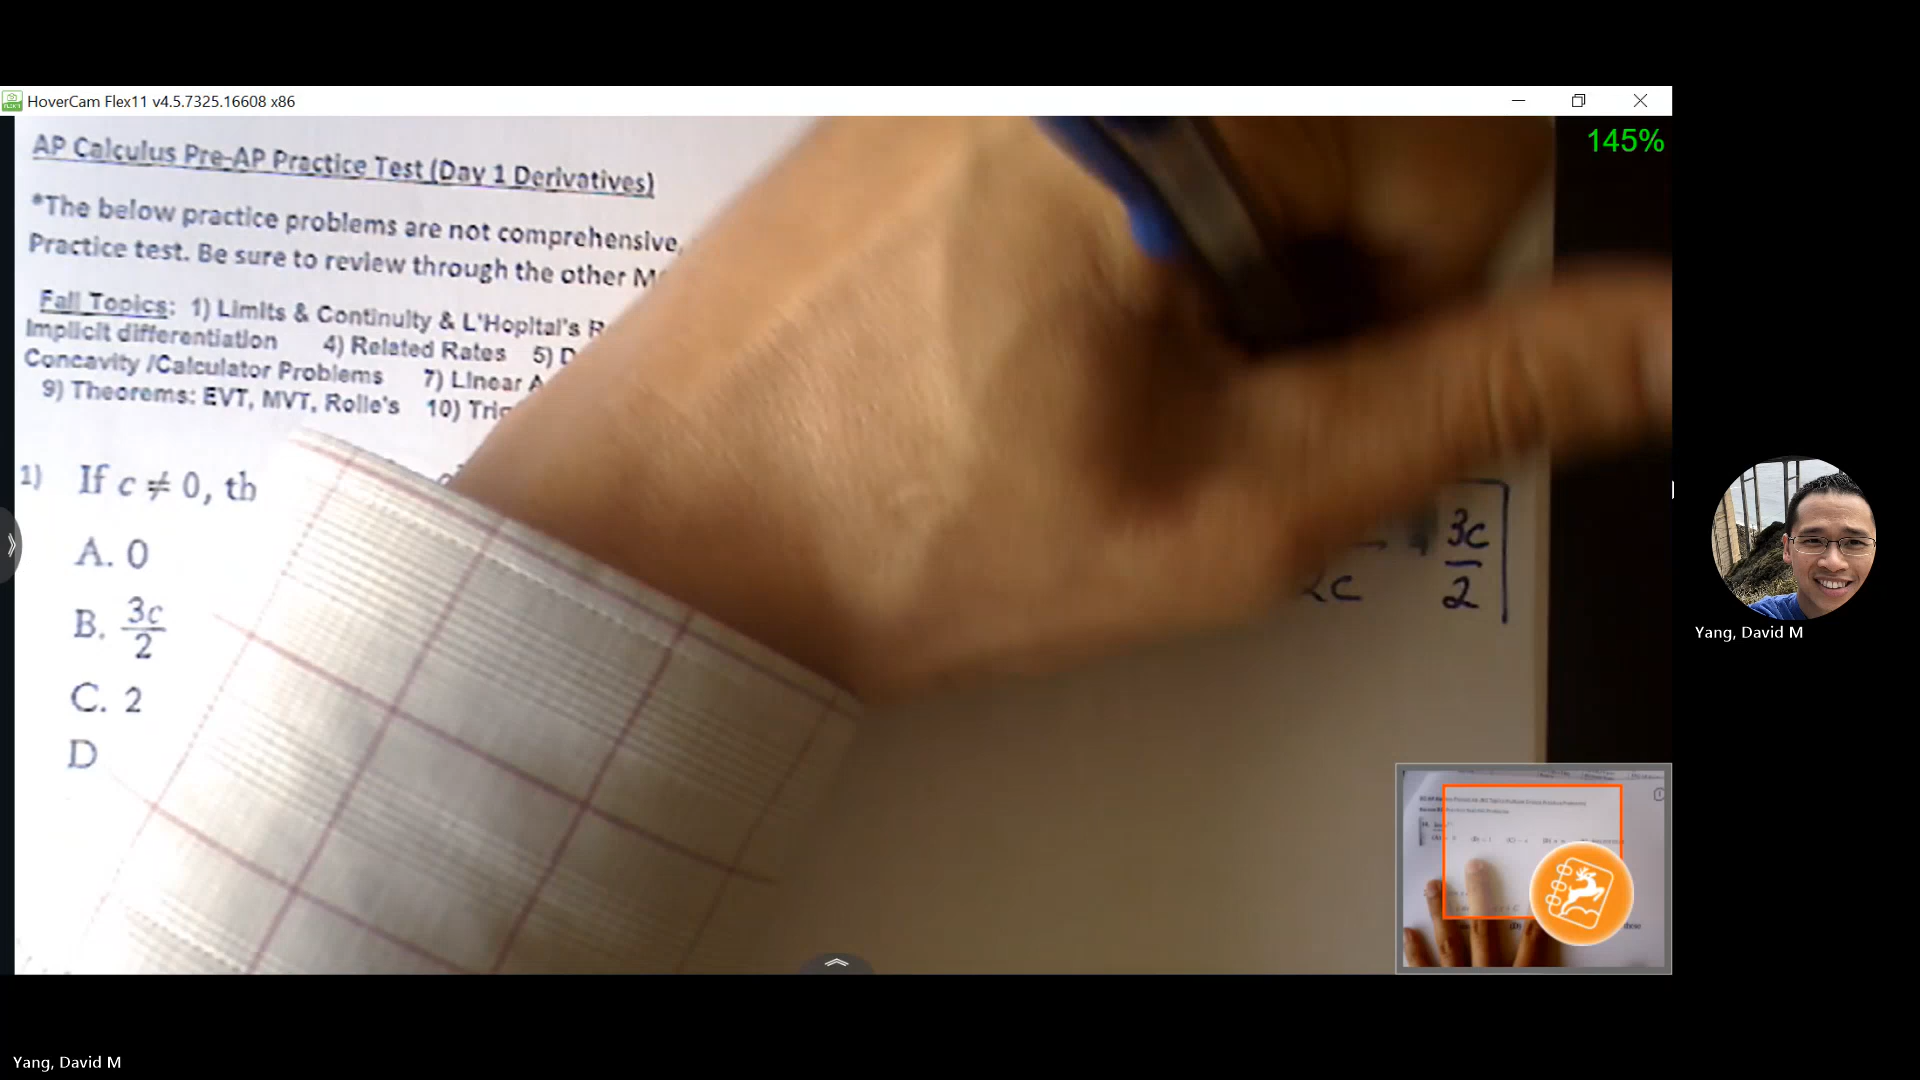 HoverCam Flex11 v4.5.7325.16608 x86
145%
AP Calculus Pre-AP Practice Test (Day 1 Derivatives)
*The below practice problems are not comprehensive,
Practice test. Be sure to review through the other M
Fall Topics: 1) Limits & Continuity & L'Hopital's R
Implicit differentiation 4) Related Rates 5) D
Concavity /Calculator Problems 7) Linear A
9) Theorems: EVT, MVT, Rolle's 10) Trig
1) If c ≠ 0, th
A. 0
B. 3c/2
C. 2
D
2c
3c/2
Yang, David M
Yang, David M